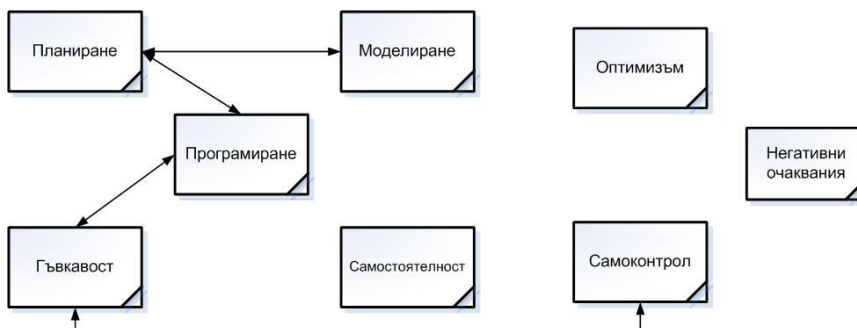 Планиране
Моделиране
Оптимизъм
Програмиране
Негативни
очаквания
Гъвкавост
Самостоятелност
Самоконтрол